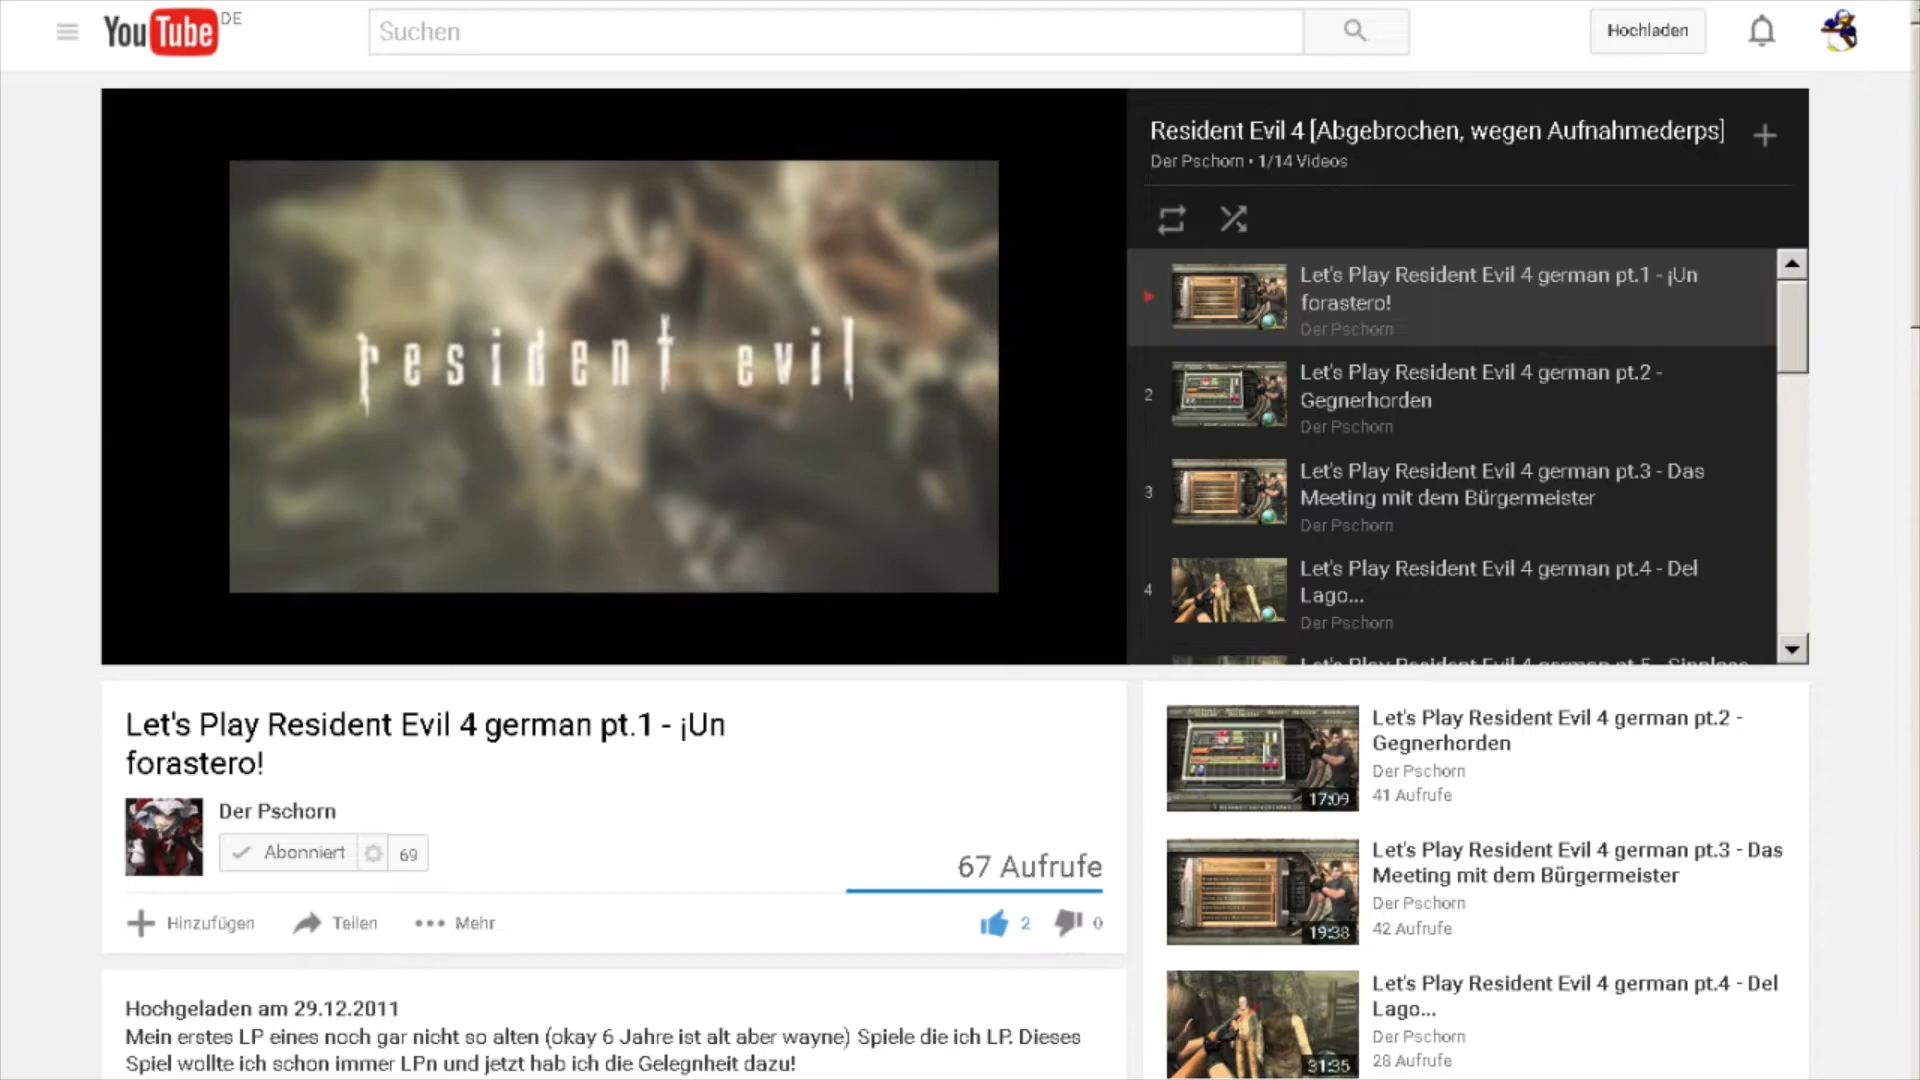 YouTube DE
Suchen
Hochladen
resident evil
Resident Evil 4 [Abgebrochen, wegen Aufnahmederps]
Der Pschorn • 1/14 Videos
Let's Play Resident Evil 4 german pt.1 - ¡Un
forastero!
Der Pschorn
2
Let's Play Resident Evil 4 german pt.2 -
Gegnerhorden
Der Pschorn
3
Let's Play Resident Evil 4 german pt.3 - Das
Meeting mit dem Bürgermeister
Der Pschorn
4
Let's Play Resident Evil 4 german pt.4 - Del
Lago...
Der Pschorn
Let's Play Resident Evil 4 german pt.5 - Sinnlose
Let's Play Resident Evil 4 german pt.1 - ¡Un
forastero!
Der Pschorn
Abonniert 69
67 Aufrufe
Hinzufügen Teilen Mehr 2 0
Hochgeladen am 29.12.2011
Mein erstes LP eines noch gar nicht so alten (okay 6 Jahre ist alt aber wayne) Spiele die ich LP. Dieses
Spiel wollte ich schon immer LPn und jetzt hab ich die Gelegnheit dazu!
Let's Play Resident Evil 4 german pt.2 -
Gegnerhorden
Der Pschorn
41 Aufrufe
17:09
Let's Play Resident Evil 4 german pt.3 - Das
Meeting mit dem Bürgermeister
Der Pschorn
42 Aufrufe
19:38
Let's Play Resident Evil 4 german pt.4 - Del
Lago...
Der Pschorn
28 Aufrufe
31:35